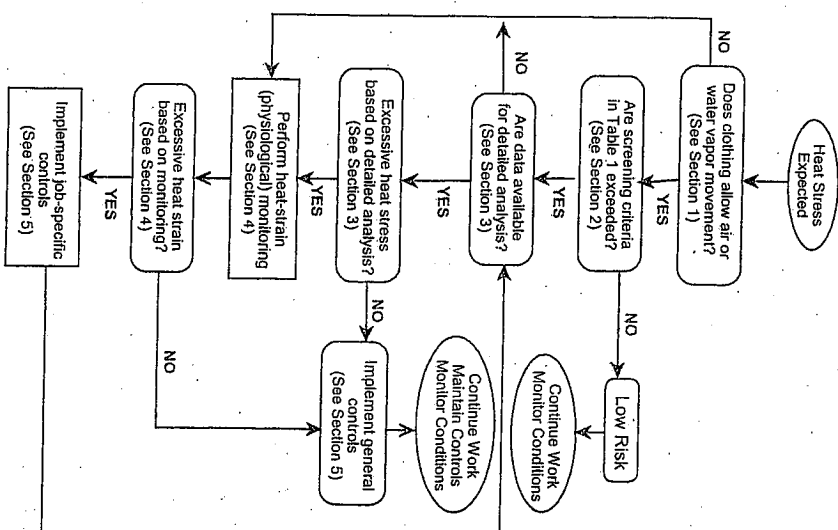 Heat Stress
Expected
Does clothing allow air or
water vapor movement?
(See Section 1)
NO
YES
Are screening criteria
in Table 1 exceeded?
(See Section 2)
NO
Low Risk
Continue Work
Monitor Conditions
YES
Are data available
for detailed analysis?
(See Section 3)
NO
YES
Excessive heat stress
based on detailed analysis?
(See Section 3)
NO
Implement general
controls
(See Section 5)
Continue Work
Maintain Controls
Monitor Conditions
YES
Perform heat-strain
(physiological) monitoring
(See Section 4)
Excessive heat strain
based on monitoring?
(See Section 4)
NO
YES
Implement job-specific
controls
(See Section 5)